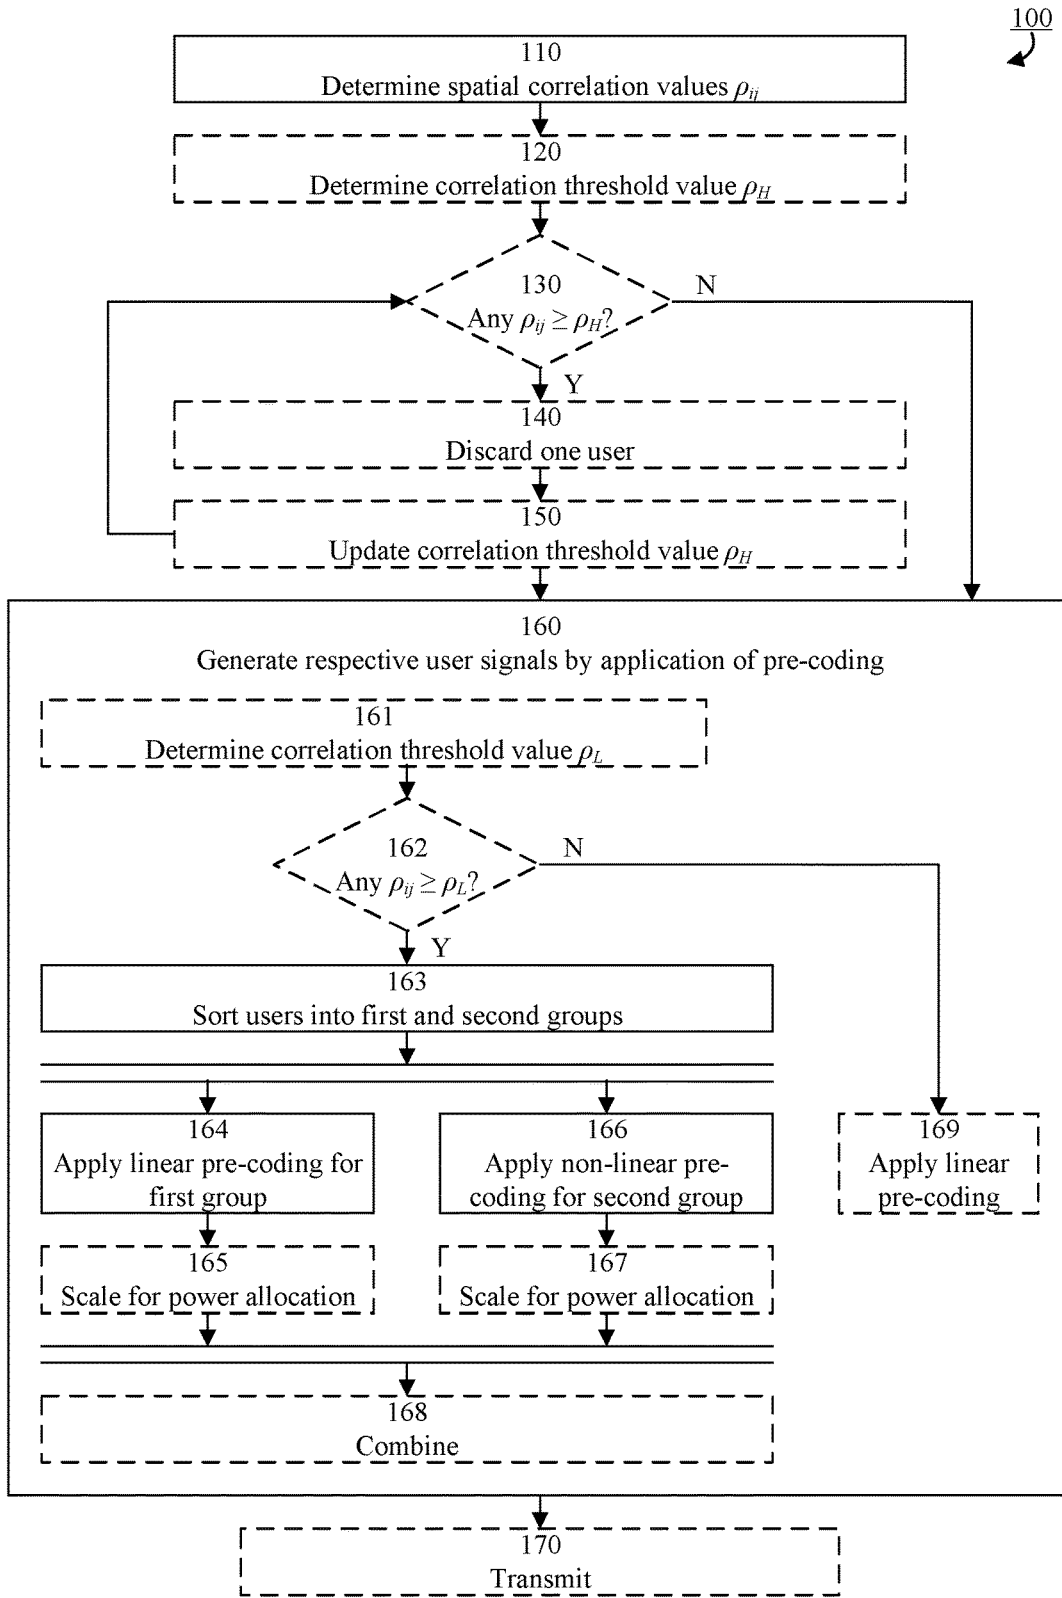 100
110
Determine spatial correlation values ρij
120
Determine correlation threshold value ρH
130
Any ρij ≥ ρH?
N
Y
140
Discard one user
150
Update correlation threshold value ρH
160
Generate respective user signals by application of pre-coding
161
Determine correlation threshold value ρL
162
Any ρij ≥ ρL?
N
Y
163
Sort users into first and second groups
164
Apply linear pre-coding for
first group
166
Apply non-linear pre-
coding for second group
169
Apply linear
pre-coding
165
Scale for power allocation
167
Scale for power allocation
168
Combine
170
Transmit